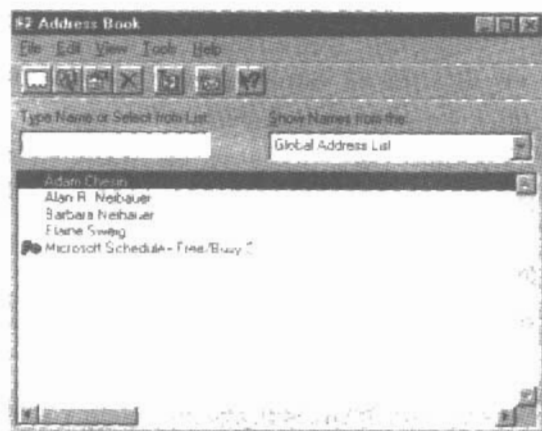 Address Book
File Edit View Tools Help
Type Name or Select from List:
Show Names from the:
Global Address List
Adam Chesin
Alan R. Neibauer
Barbara Neibauer
Elaine Sweig
Microsoft Schedule+ Free/Busy